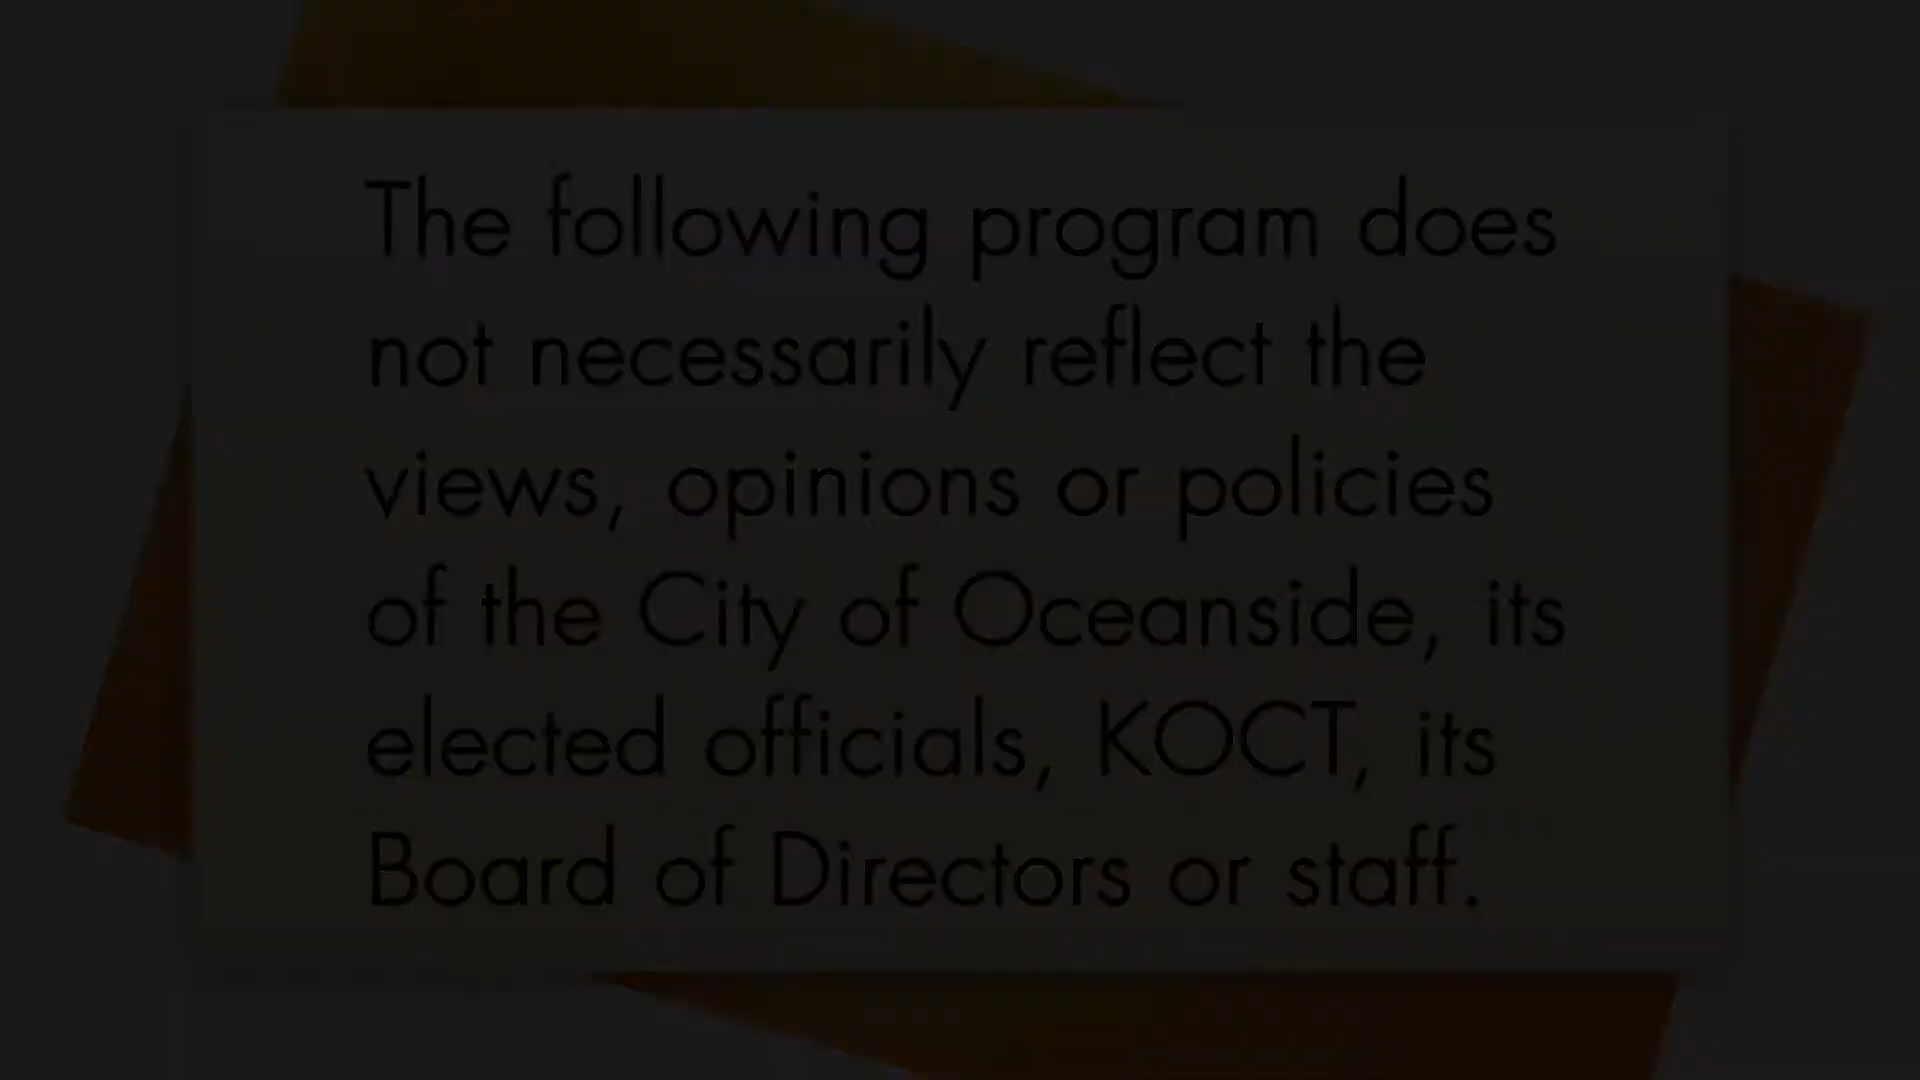 The following program does
not necessarily reflect the
views, opinions or policies
of the City of Oceanside, its
elected officials, KOCT, its
Board of Directors or staff.